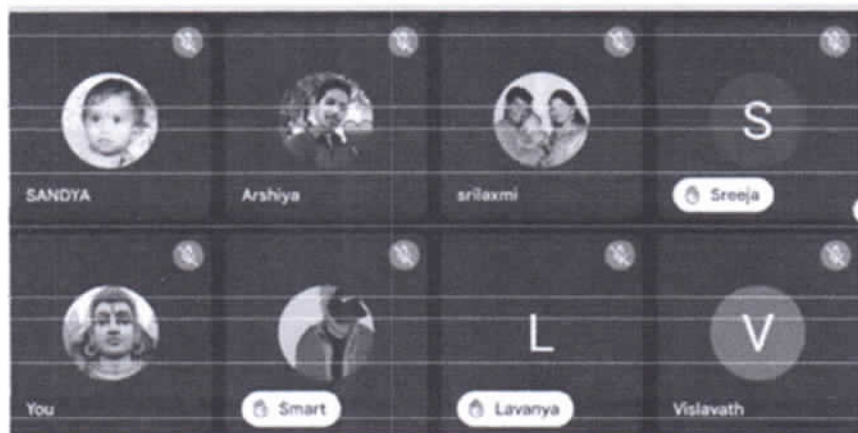 SANDYA
Arshiya
srilaxmi
S
Sreeja
You
Smart
L
Lavanya
V
Vislavath